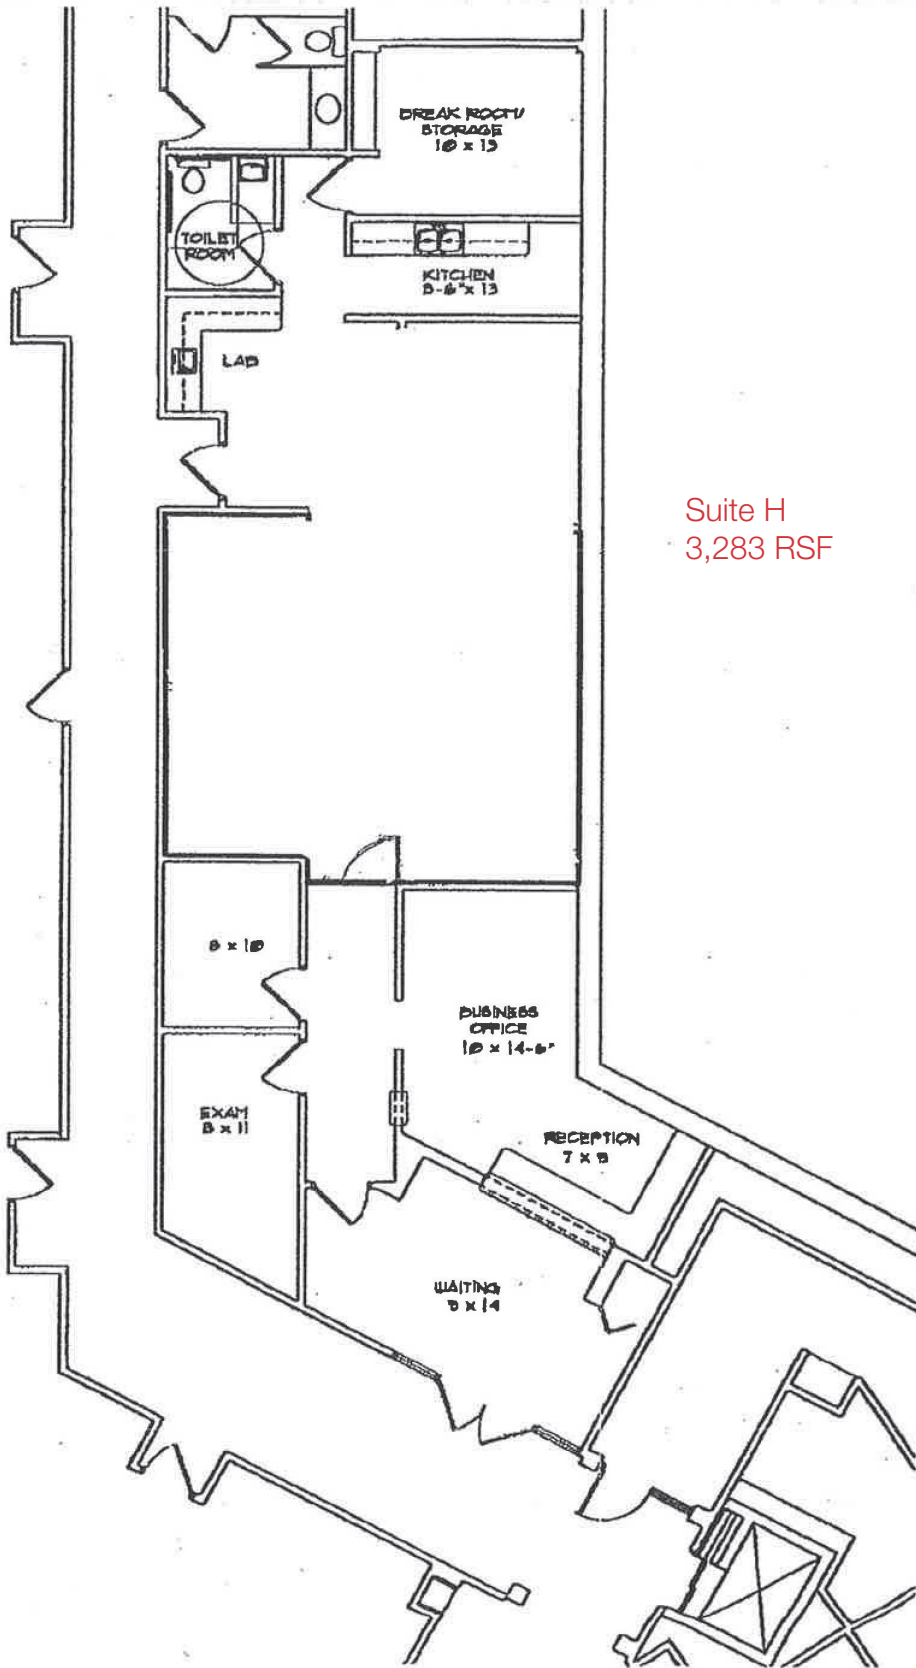 BREAK ROOM/
STORAGE
10 x 13
TOILET
ROOM
KITCHEN
8-6" x 13
LAB
Suite H
3,283 RSF
8 x 10
BUSINESS
OFFICE
10 x 14-6"
EXAM
8 x 11
RECEPTION
7 x 8
WAITING
x 14